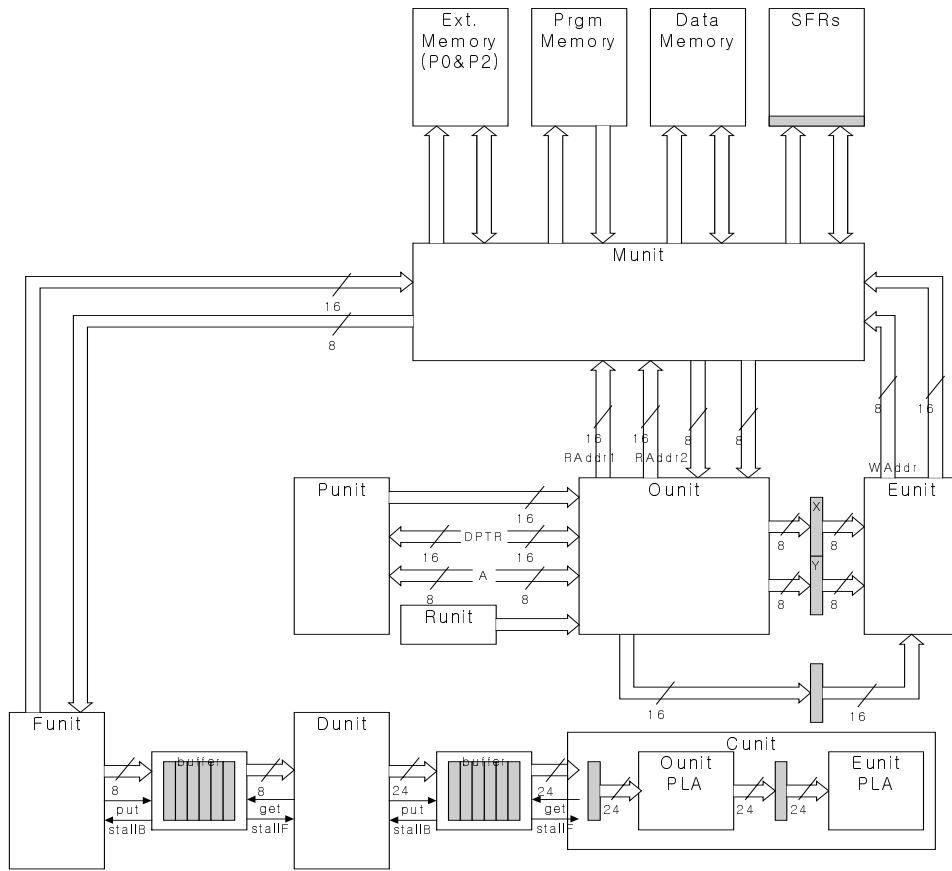 Ext.
Memory
(P0&P2)
Prgm
Memory
Data
Memory
SFRs
Munit
16
8
16
RAddr1
16
RAddr2
8
8
8
16
WAddr
Punit
Ounit
Eunit
16
DPTR
16
16
A
8
8
Runit
X
8
8
Y
8
8
16
16
Funit
Dunit
Cunit
buffer
buffer
Ounit
PLA
Eunit
PLA
8
8
24
24
24
24
24
put
get
put
get
stallB
stallF
stallB
stallF